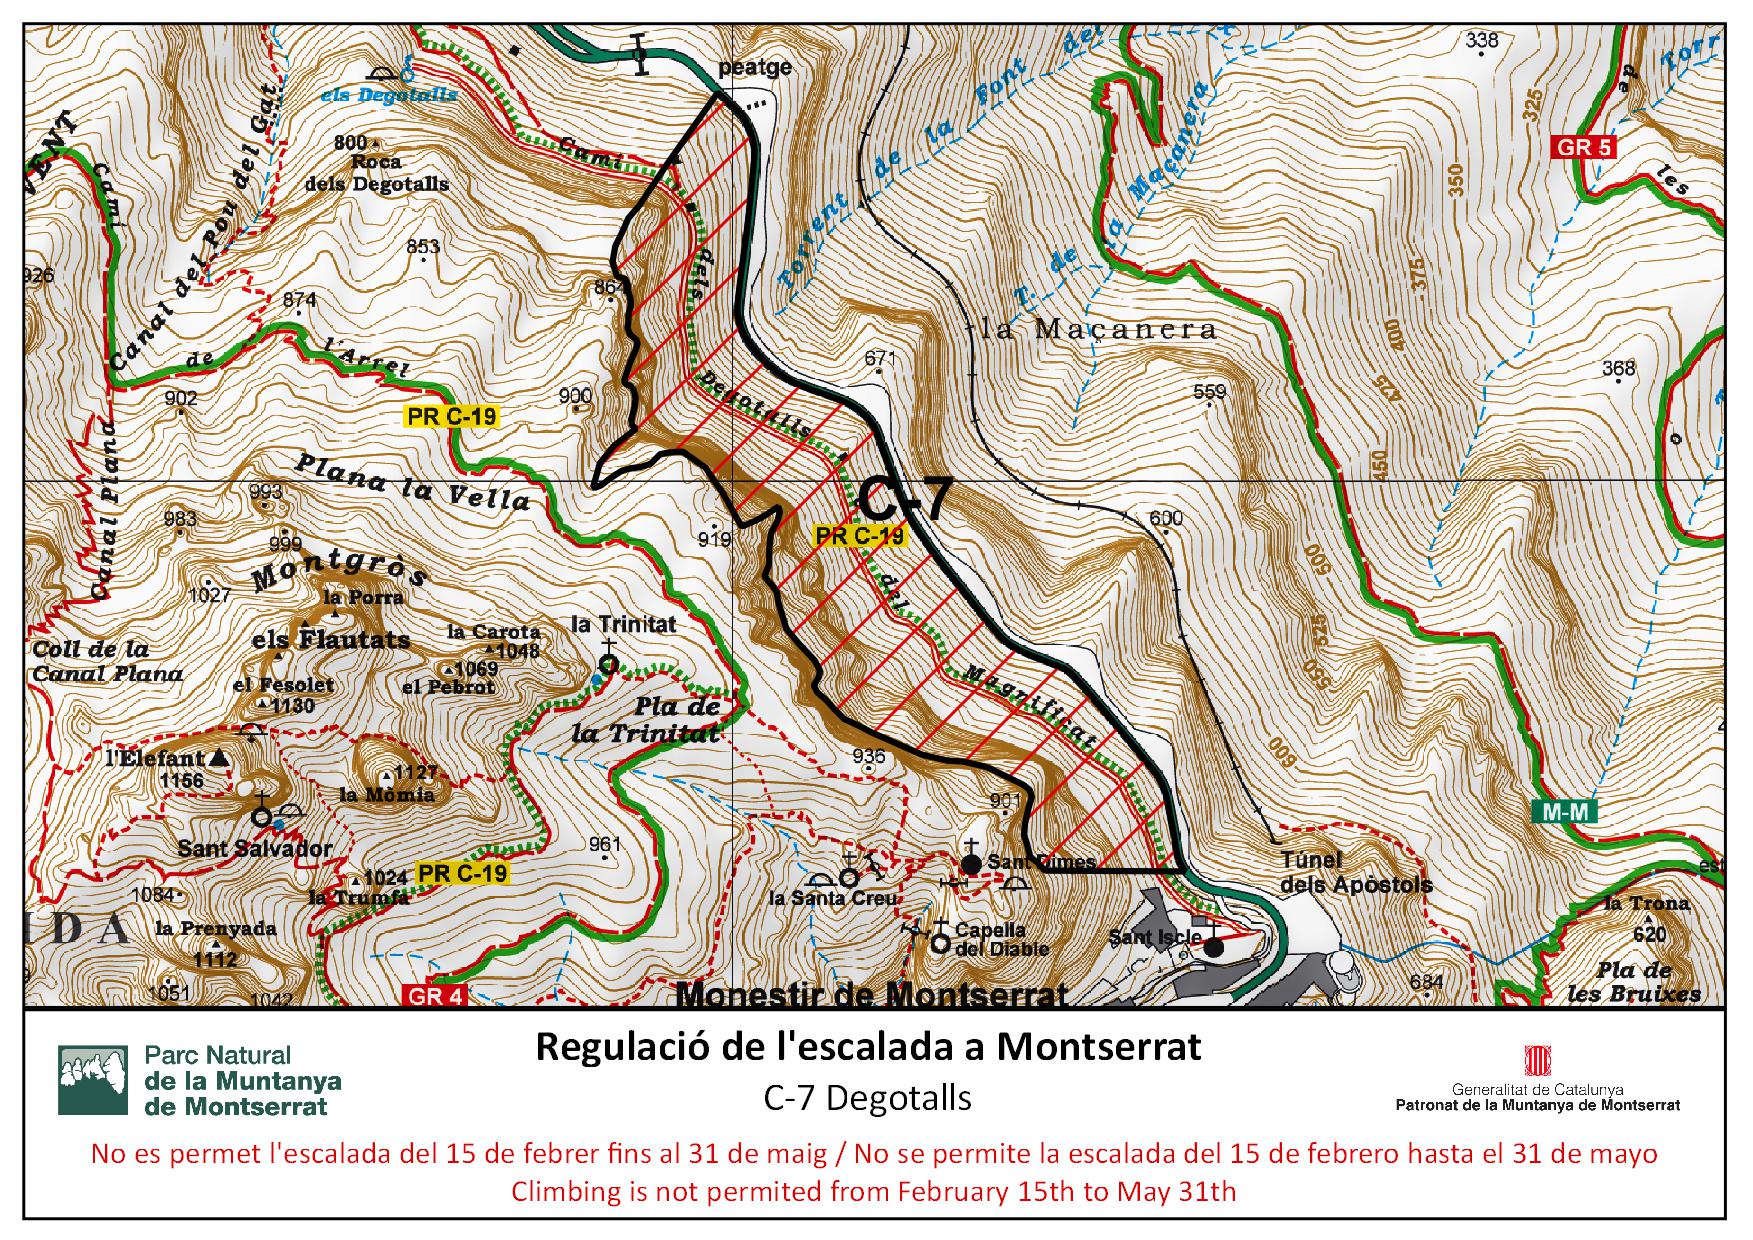 338
peatge
Torrent de la Font del
Torr
de
els Degotalls
325
VENT
Camí
Canal del Pou del Gat
800
Roca
dels Degotalls
Camí
GR 5
les
350
T. de la Maçanera
926
853
874
864
dels
375
la Maçanera
400
de l'Arrel
671
368
559
425
902
PR C-19
900
Degotalls
450
o
Plana la Vella
Canal Plana
993
983
C-7
600
999
919
PR C-19
500
Montgròs
1027
la Porra
del
la Trinitat
525
els Flautats
la Carota
1048
Coll de la
Canal Plana
1069
el Pebrot
550
el Fesolet
1130
Magnificat
Pla de
la Trinitat
600
l'Elefant
1156
936
1127
la Mòmia
901
M-M
Sant Salvador
961
Sant Dimes
Túnel
dels Apòstols
est
1024
PR C-19
la Trumfa
1084
la Santa Creu
la Trona
620
IDA
la Prenyada
1112
Capella
del Diable
Sant Iscle
Pla de
les Bruixes
684
1051
1042
GR 4
Monestir de Montserrat
Parc Natural
de la Muntanya
de Montserrat
Regulació de l'escalada a Montserrat
C-7 Degotalls
Generalitat de Catalunya
Patronat de la Muntanya de Montserrat
No es permet l'escalada del 15 de febrer fins al 31 de maig / No se permite la escalada del 15 de febrero hasta el 31 de mayo
Climbing is not permitted from February 15th to May 31th